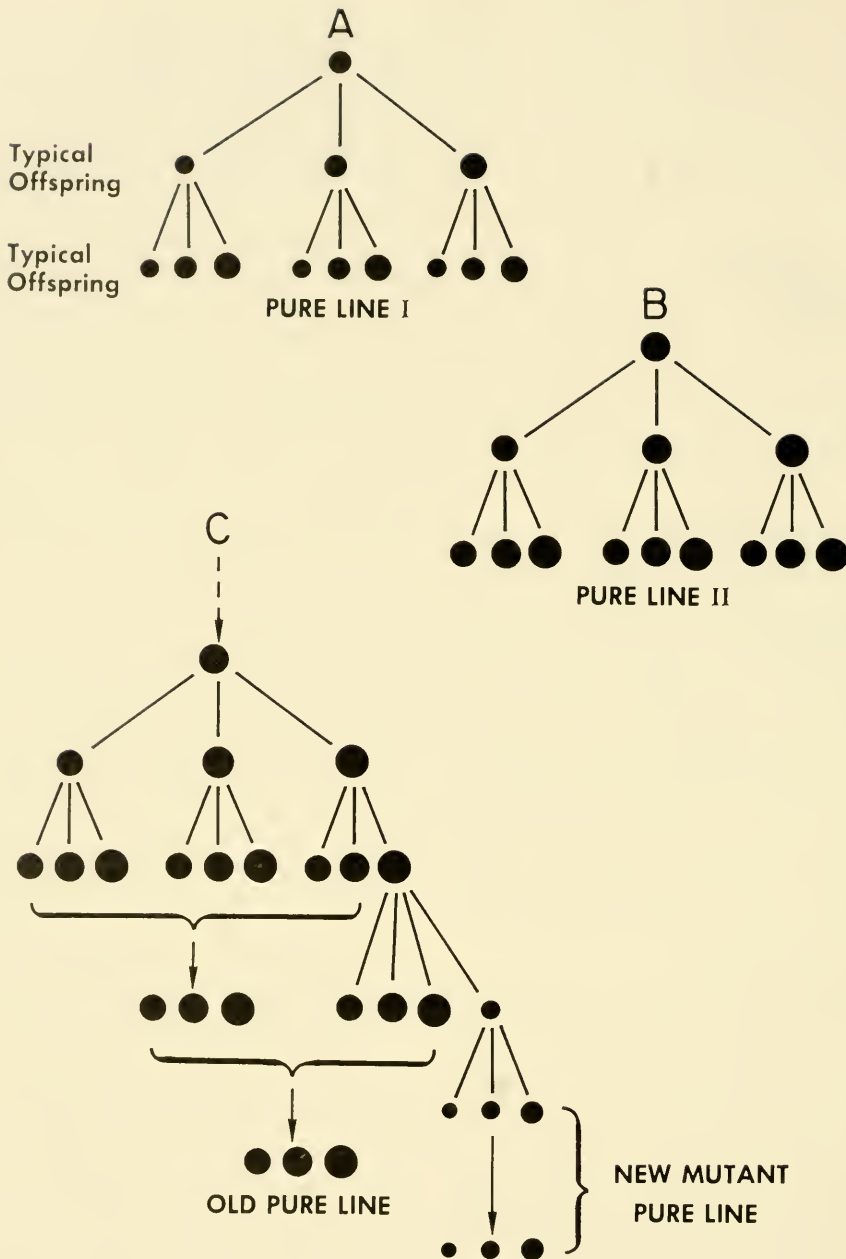 A
Typical
Offspring
Typical
Offspring
PURE LINE I
B
PURE LINE II
C
OLD PURE LINE
NEW MUTANT
PURE LINE